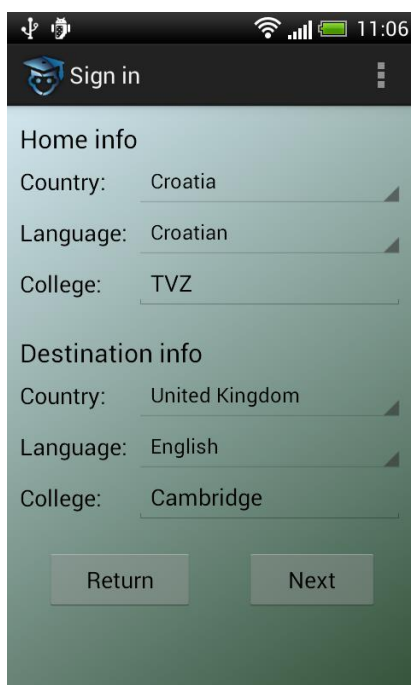 11:06
Sign in
Home info
Country: Croatia
Language: Croatian
College: TVZ
Destination info
Country: United Kingdom
Language: English
College: Cambridge
Return Next